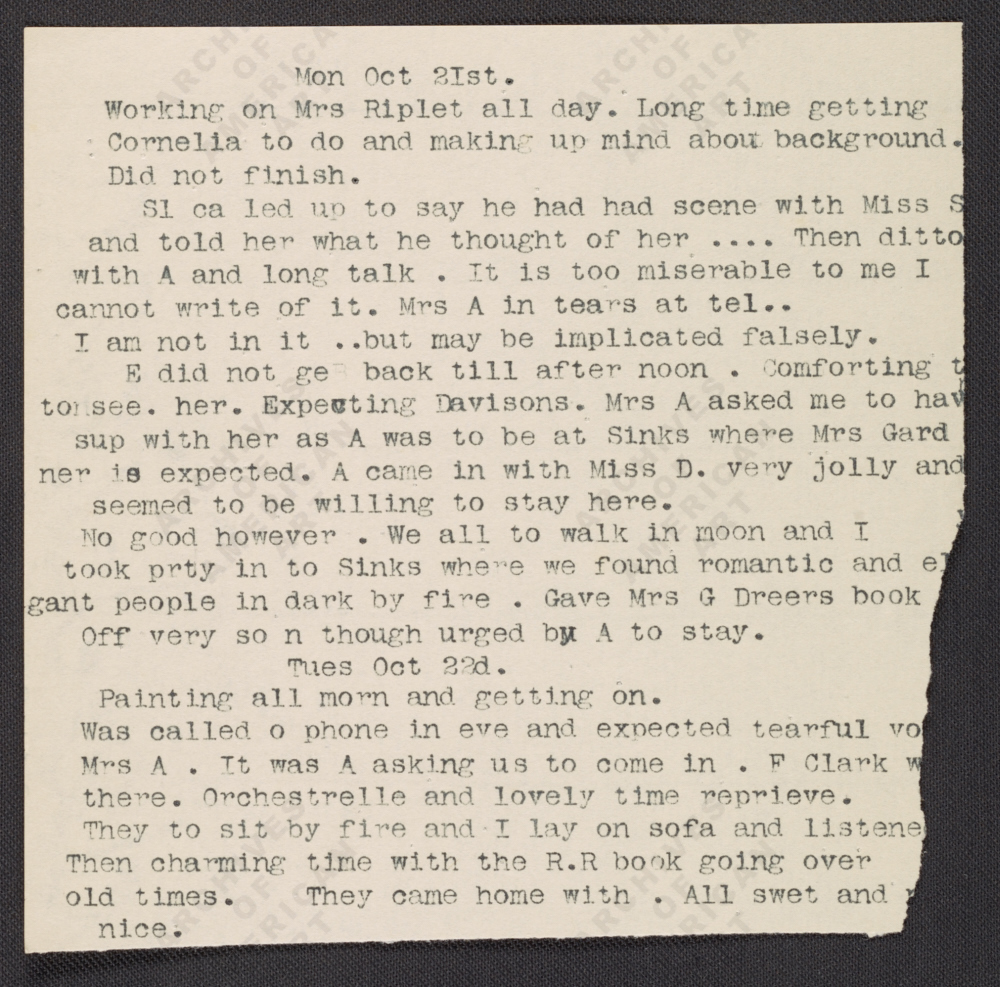 Mon Oct 2Ist.
Working on Mrs Riplet all day. Long time getting
Cornelia to do and making up mind about background.
Did not finish.
Sl ca led up to say he had had scene with Miss S
and told her what he thought of her .... Then ditto
with A and long talk . It is too miserable to me I
cannot write of it. Mrs A in tears at tel..
I am not in it ..but may be implicated falsely.
E did not ge back till after noon . Comforting t
see. her. Expecting Davisons. Mrs A asked me to hav
sup with her as A was to be at Sinks where Mrs Gard
ner is expected. A came in with Miss D. very jolly and
seemed to be willing to stay here.
No good however . We all to walk in moon and I
took prty in to Sinks where we found romantic and el
gant people in dark by fire . Gave Mrs G Dreers book
Off very so n though urged by A to stay.
Tues Oct 22d.
Painting all morn and getting on.
Was called o phone in eve and expected tearful vo
Mrs A . It was A asking us to come in . F Clark w
there. Orchestrelle and lovely time reprieve.
They to sit by fire and I lay on sofa and listene
Then charming time with the R.R book going over
old times. They came home with . All swet and
nice.
ARCHIVES
OF
AMERICAN
ART